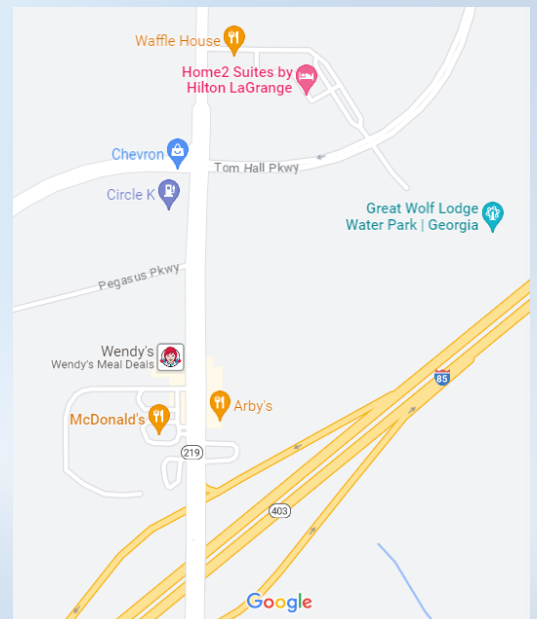 Waffle House
Home2 Suites by
Hilton LaGrange
Chevron
Tom Hall Pkwy
Circle K
Great Wolf Lodge
Water Park | Georgia
Pegasus Pkwy
Wendy's
Wendy's Meal Deals
85
Arby's
McDonald's
219
403
Google